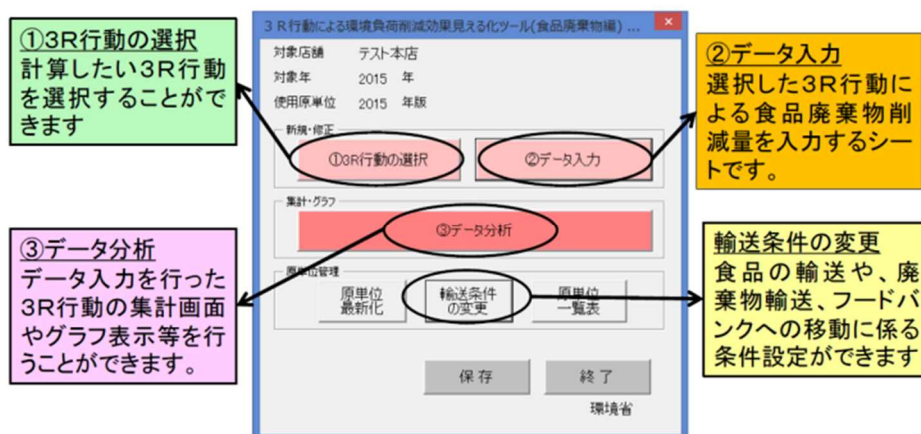 ①3R行動の選択
計算したい3R行動
を選択することがで
きます
③データ分析
データ入力を行った
3R行動の集計画面
やグラフ表示等を行
うことができます。
3R行動による環境負荷削減効果見える化ツール(食品廃棄物編) ...
対象店舗 テスト本店
対象年 2015 年
使用原単位 2015 年版
新規・修正
①3R行動の選択 ②データ入力
集計・グラフ
③データ分析
原単位管理
原単位
最新化
輸送条件
の変更
原単位
一覧表
保存 終了
環境省
②データ入力
選択した3R行動に
よる食品廃棄物削
減量を入力するシー
トです。
輸送条件の変更
食品の輸送や、廃
棄物輸送、フードバ
ンクへの移動に係る
条件設定ができます